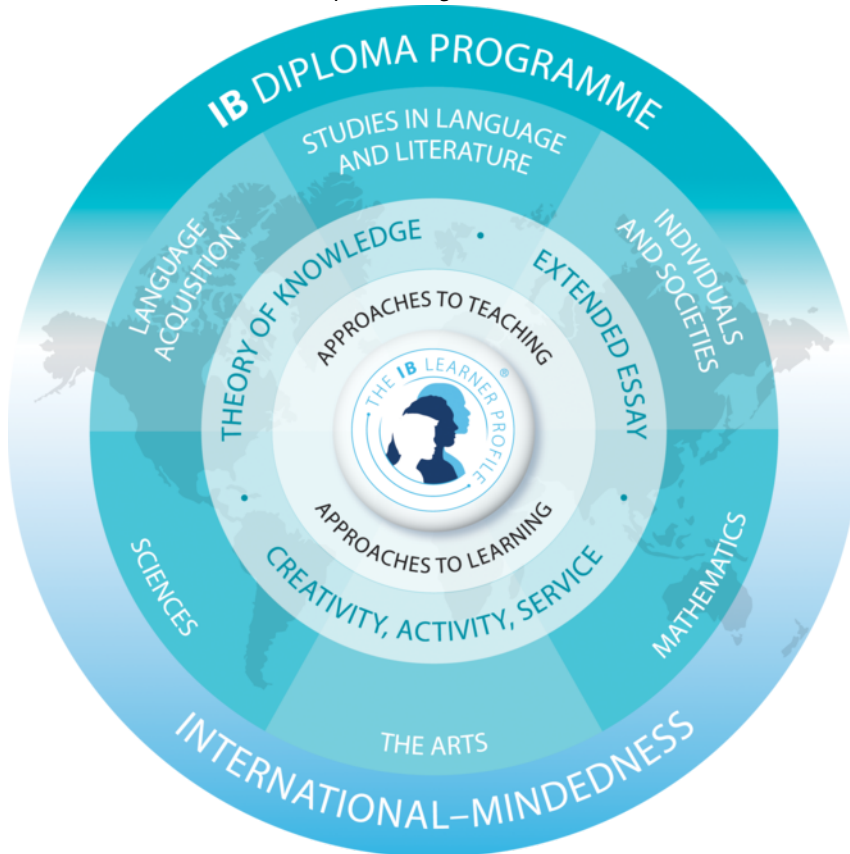 IB DIPLOMA PROGRAMME
STUDIES IN LANGUAGE
AND LITERATURE
LANGUAGE
ACQUISITION
INDIVIDUALS
AND SOCIETIES
THEORY OF KNOWLEDGE
•
EXTENDED ESSAY
APPROACHES TO TEACHING
THE IB LEARNER PROFILE
®
APPROACHES TO LEARNING
•
CREATIVITY, ACTIVITY, SERVICE
•
SCIENCES
MATHEMATICS
THE ARTS
INTERNATIONAL–MINDEDNESS